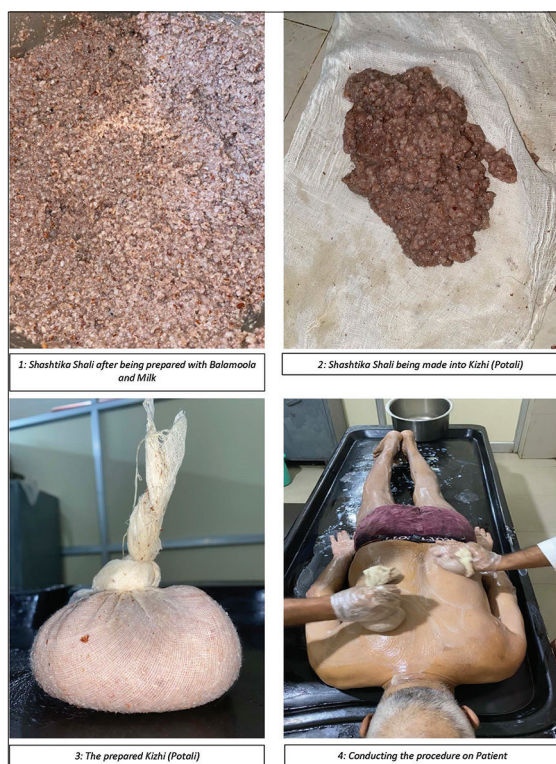 1: Shashtika Shali after being prepared with Balamoola
and Milk
2: Shashtika Shali being made into Kizhi (Potali)
3: The prepared Kizhi (Potali)
4: Conducting the procedure on Patient